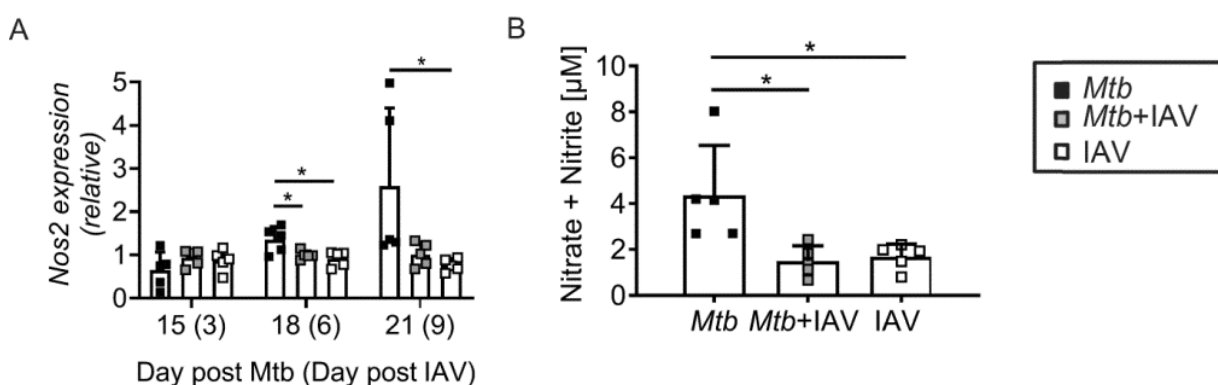 A
Nos2 expression
(relative)
5
4
3
2
1
0
*
*
*
15 (3) 18 (6) 21 (9)
Day post Mtb (Day post IAV)
B
Nitrate + Nitrite [µM]
10
8
6
4
2
0
*
*
Mtb Mtb+IAV IAV
Mtb
Mtb+IAV
IAV